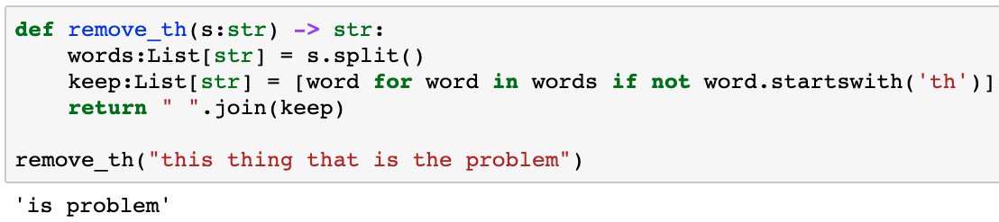 def remove_th(s:str) -> str:
    words:List[str] = s.split()
    keep:List[str] = [word for word in words if not word.startswith('th')]
    return " ".join(keep)

remove_th("this thing that is the problem")
'is problem'